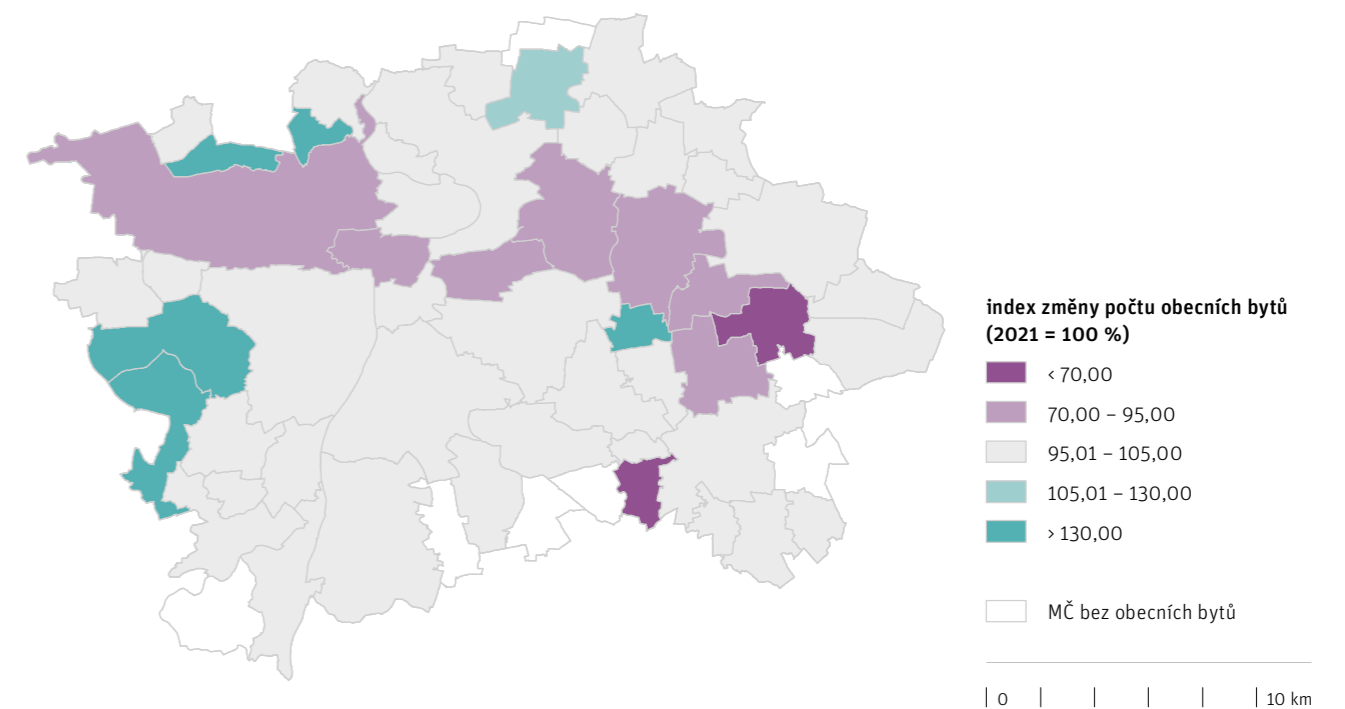 index změny počtu obecních bytů
(2021 = 100 %)
< 70,00
70,00 – 95,00
95,01 – 105,00
105,01 – 130,00
> 130,00
MČ bez obecních bytů
0 10 km